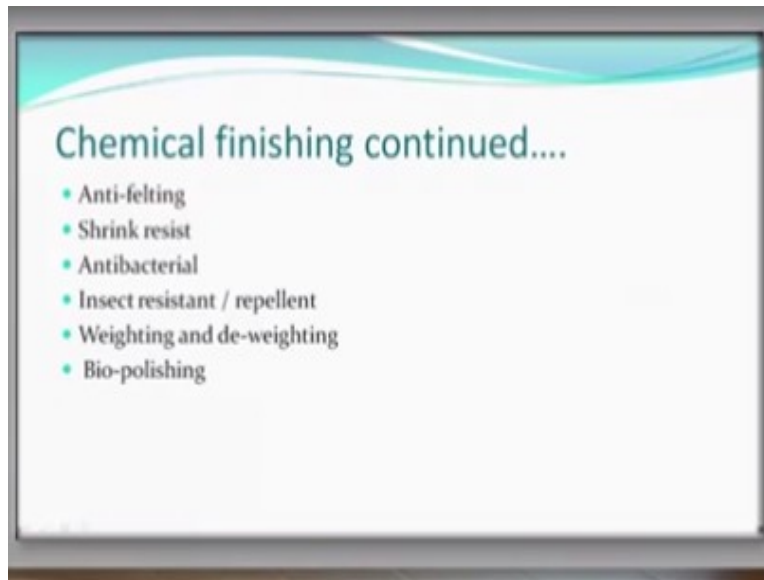 Chemical finishing continued....
• Anti-felting
• Shrink resist
• Antibacterial
• Insect resistant / repellent
• Weighting and de-weighting
• Bio-polishing